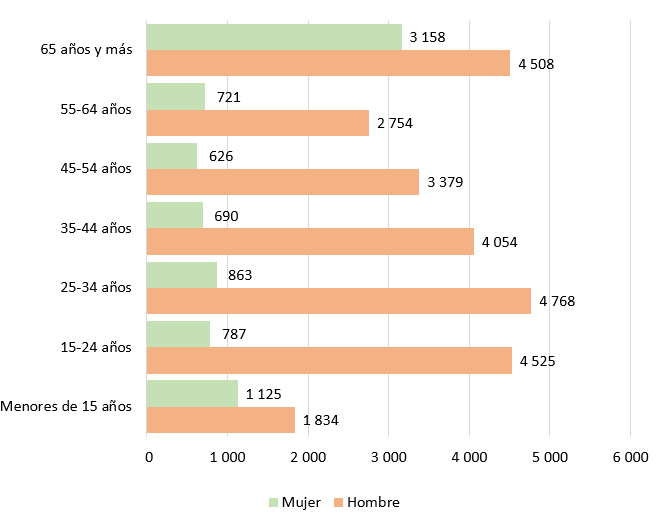 65 años y más
3 158
4 508
55-64 años
721
2 754
45-54 años
626
3 379
35-44 años
690
4 054
25-34 años
863
4 768
15-24 años
787
4 525
Menores de 15 años
1 125
1 834
0 1 000 2 000 3 000 4 000 5 000 6 000
Mujer Hombre